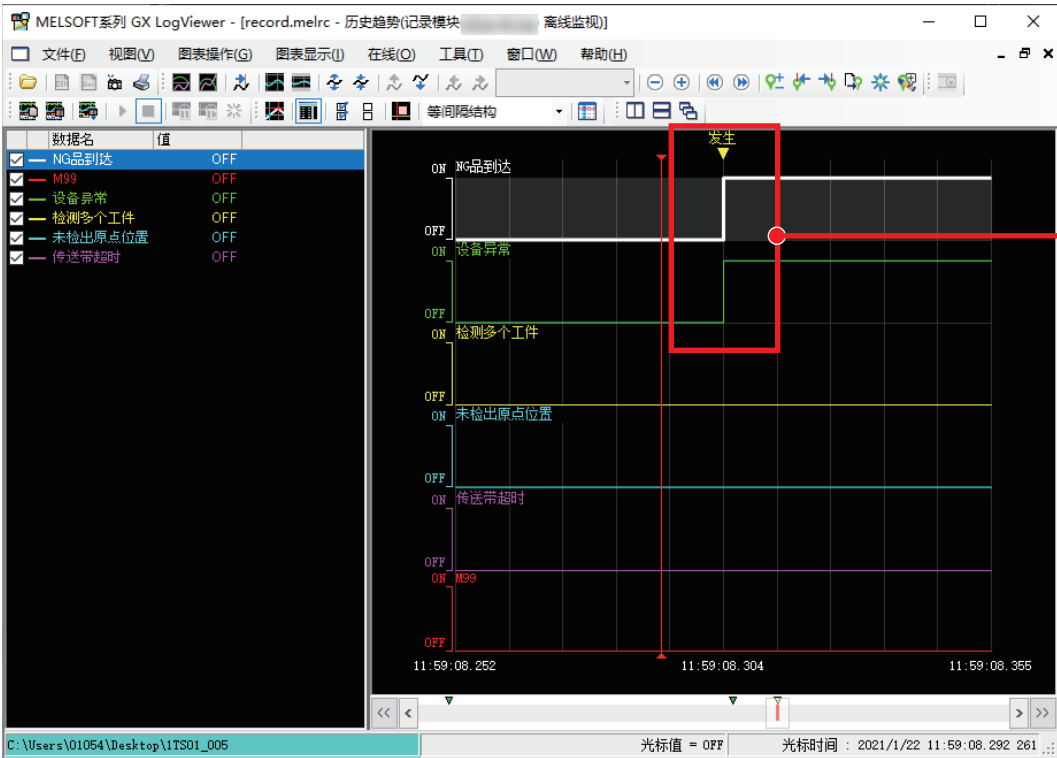 MELSOFT系列 GX LogViewer - [record.melrc - 历史趋势(记录模块 离线监视)]
文件(F) 视图(V) 图表操作(G) 图表显示(I) 在线(O) 工具(T) 窗口(W) 帮助(H)
等间隔结构
数据名 值
NG品到达 OFF
M99 OFF
设备异常 OFF
检测多个工件 OFF
未检出原点位置 OFF
传送带超时 OFF
发生
ON NG品到达
OFF
ON 设备异常
OFF
ON 检测多个工件
OFF
ON 未检出原点位置
OFF
ON 传送带超时
OFF
ON M99
OFF
11:59:08.252 11:59:08.304 11:59:08.355
C:\Users\01054\Desktop\1TS01_005 光标值 = OFF 光标时间 : 2021/1/22 11:59:08.292 261